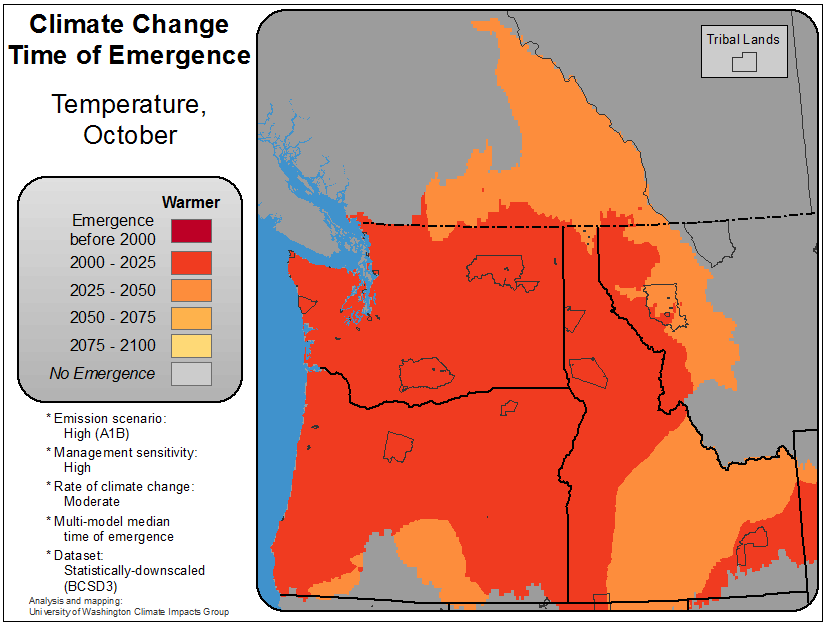 Climate Change
Time of Emergence
Temperature,
October
Warmer
Emergence
before 2000
2000 - 2025
2025 - 2050
2050 - 2075
2075 - 2100
No Emergence
* Emission scenario:
High (A1B)
* Management sensitivity:
High
* Rate of climate change:
Moderate
* Multi-model median
time of emergence
* Dataset:
Statistically-downscaled
(BCSD3)
Analysis and mapping:
University of Washington Climate Impacts Group
Tribal Lands